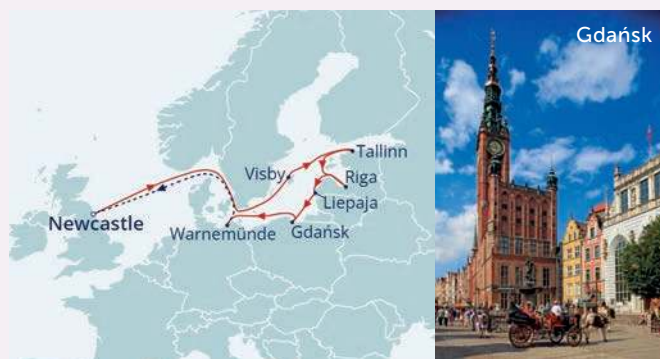 Gdańsk
Tallinn
Visby
Riga
Liepaja
Newcastle
Gdańsk
Warnemünde